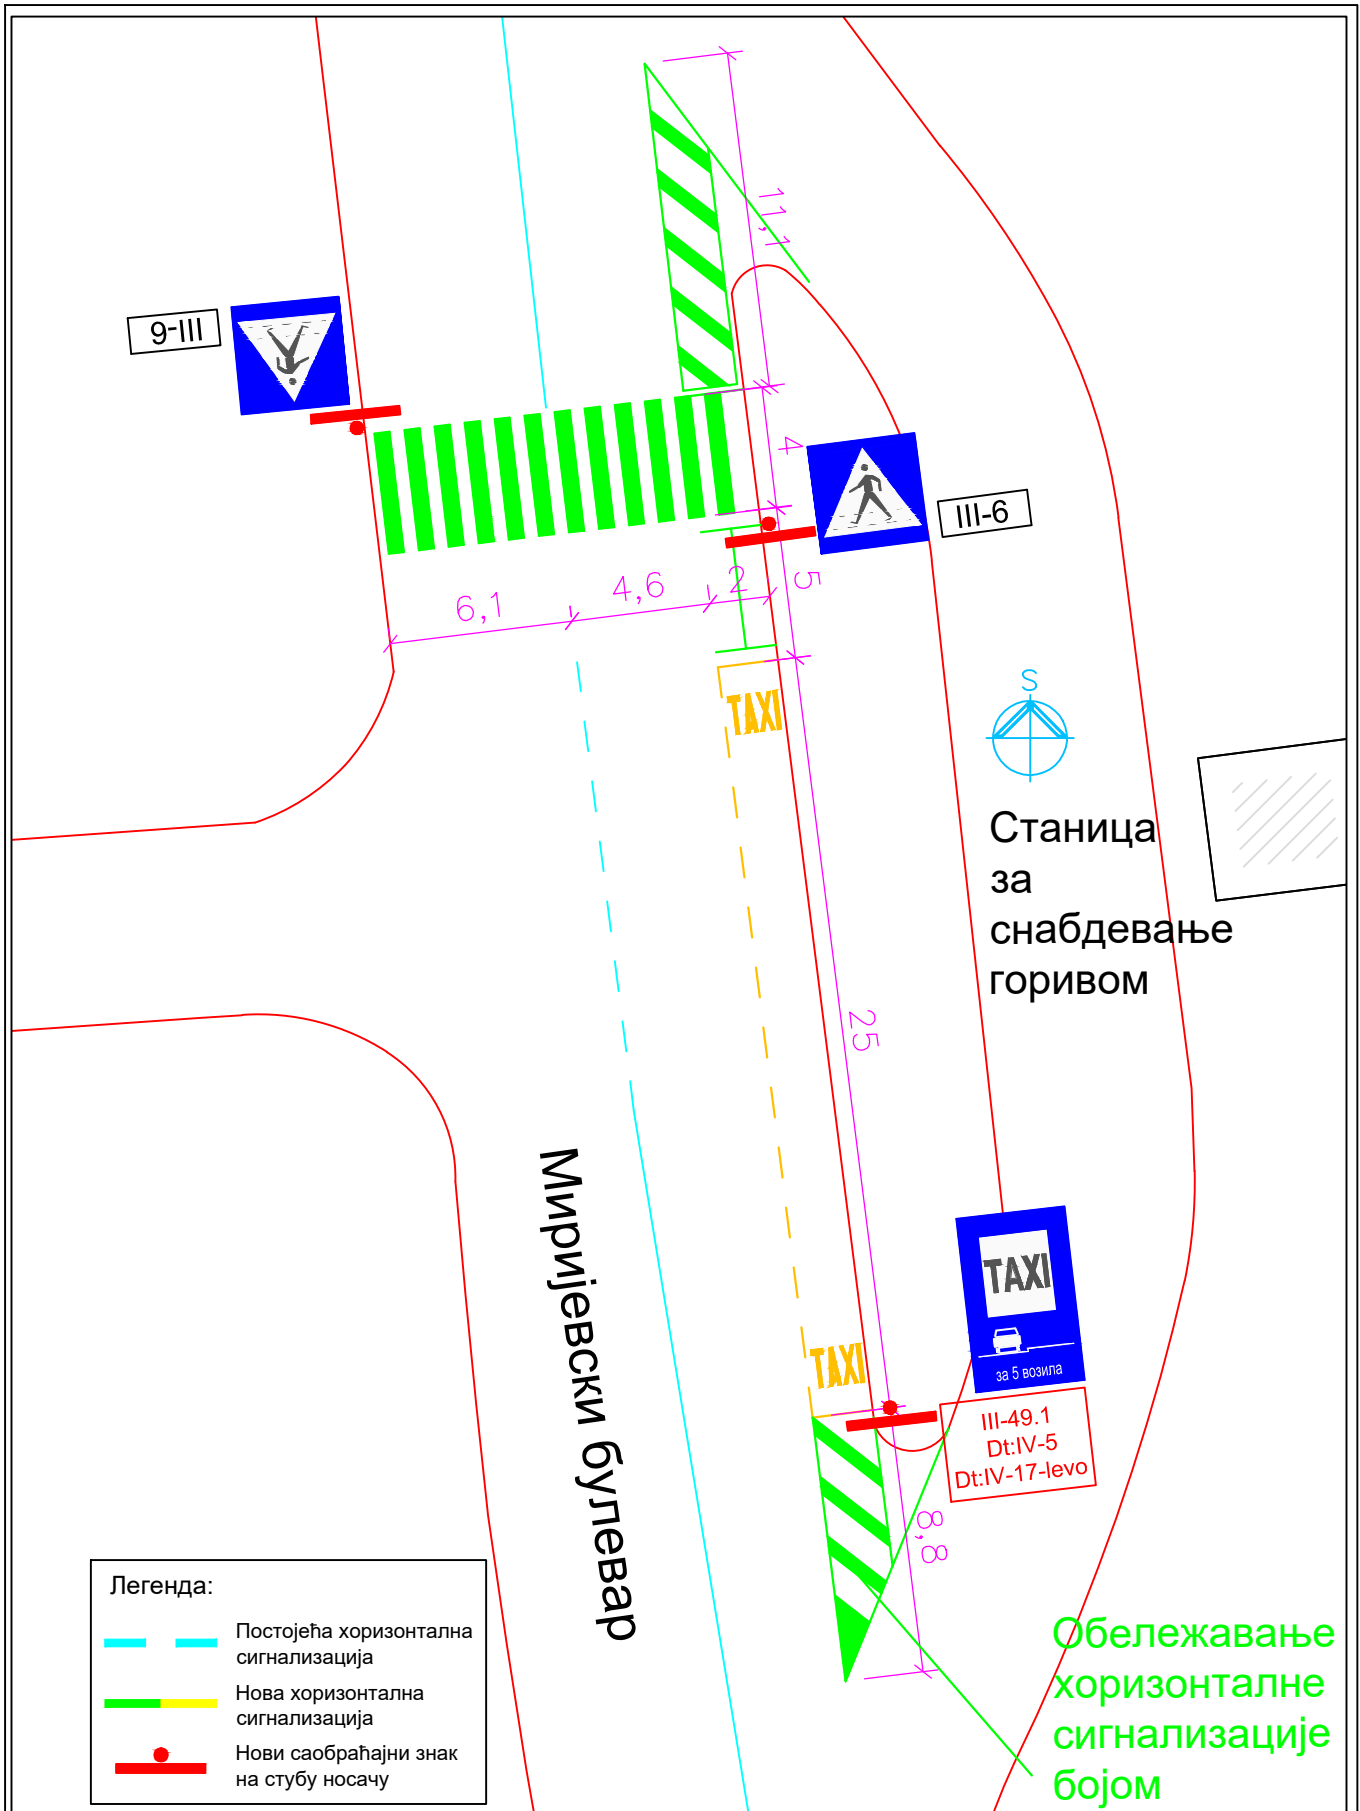 11,1
III-6
4
III-6
6,1
4,6
2
5
TAXI
S
Станица
за
снабдевање
горивом
25
Миријевски булевар
TAXI
за 5 возила
TAXI
III-49.1
Dt:IV-5
Dt:IV-17-levo
8,8
Легенда:
Постојећа хоризонтална
сигнализација
Нова хоризонтална
сигнализација
Нови саобраћајни знак
на стубу носачу
Обележавање
хоризонталне
сигнализације
бојом